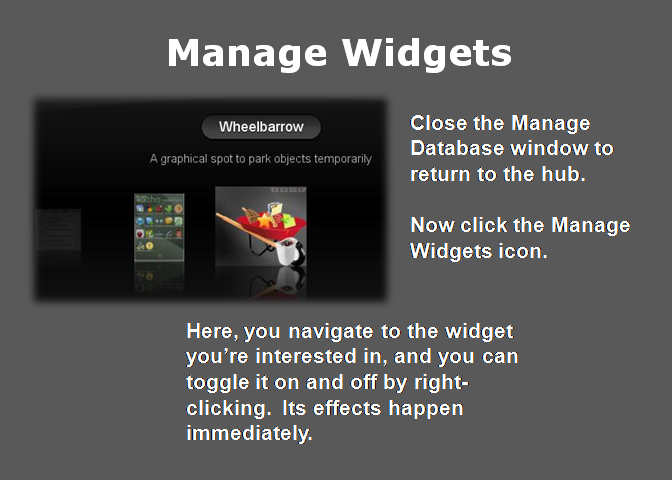 Manage Widgets
Wheelbarrow
A graphical spot to park objects temporarily
Close the Manage
Database window to
return to the hub.
Now click the Manage
Widgets icon.
Here, you navigate to the widget
you’re interested in, and you can
toggle it on and off by right-
clicking.  Its effects happen
immediately.